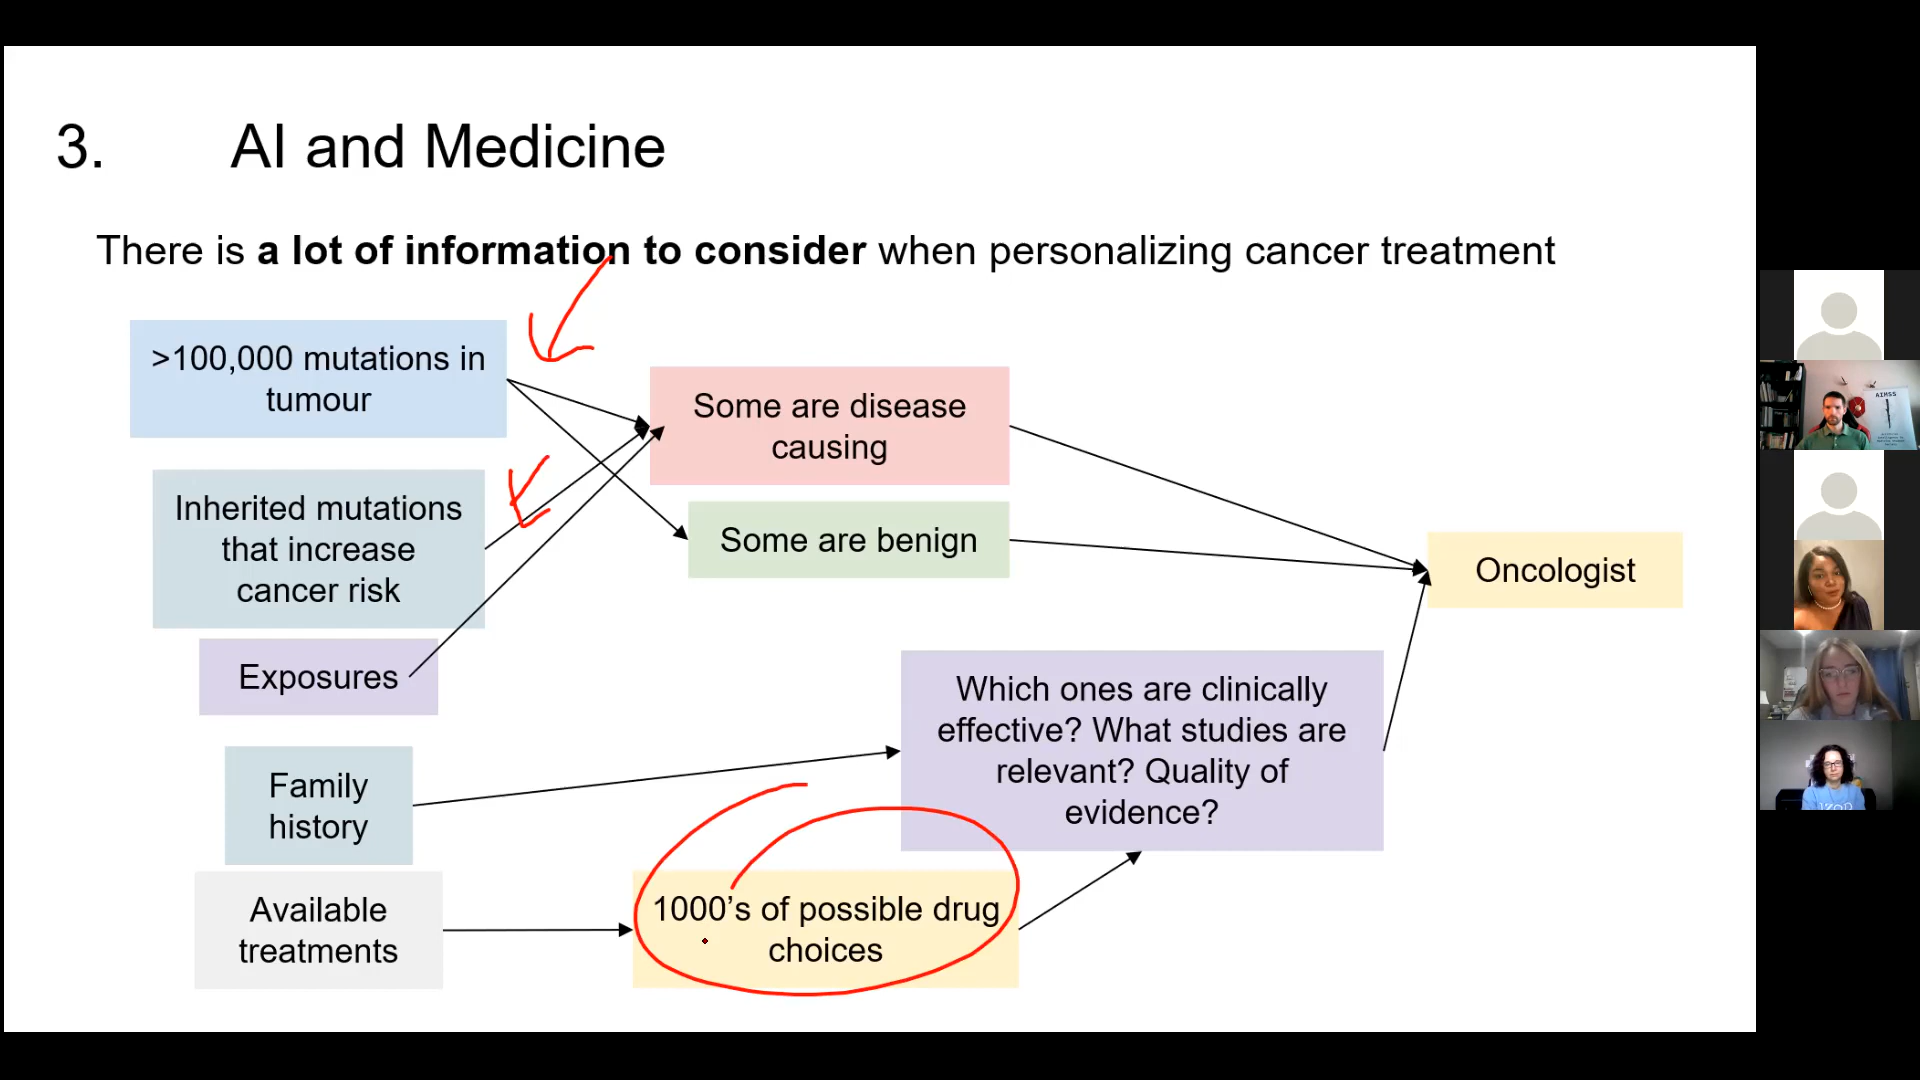 3. AI and Medicine
There is a lot of information to consider when personalizing cancer treatment
>100,000 mutations in
tumour
Some are disease
causing
Inherited mutations
that increase
cancer risk
Some are benign
Oncologist
Exposures
Which ones are clinically
effective? What studies are
relevant? Quality of
evidence?
Family
history
Available
treatments
1000's of possible drug
choices
AIMSS